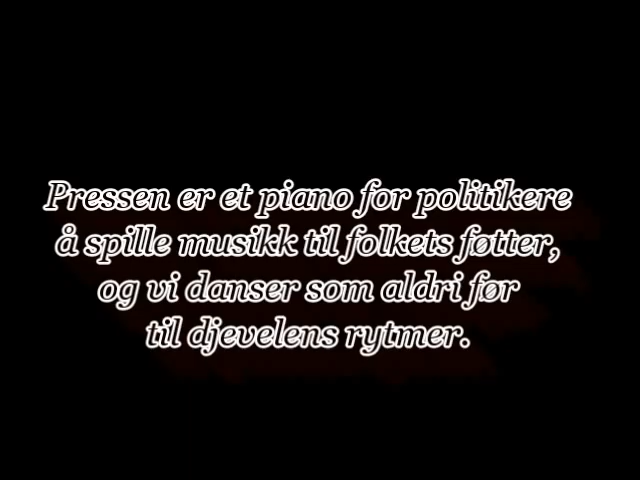 Pressen er et piano for politikere
å spille musikk til folkets føtter,
og vi danser som aldri før
til djevelens rytmer.